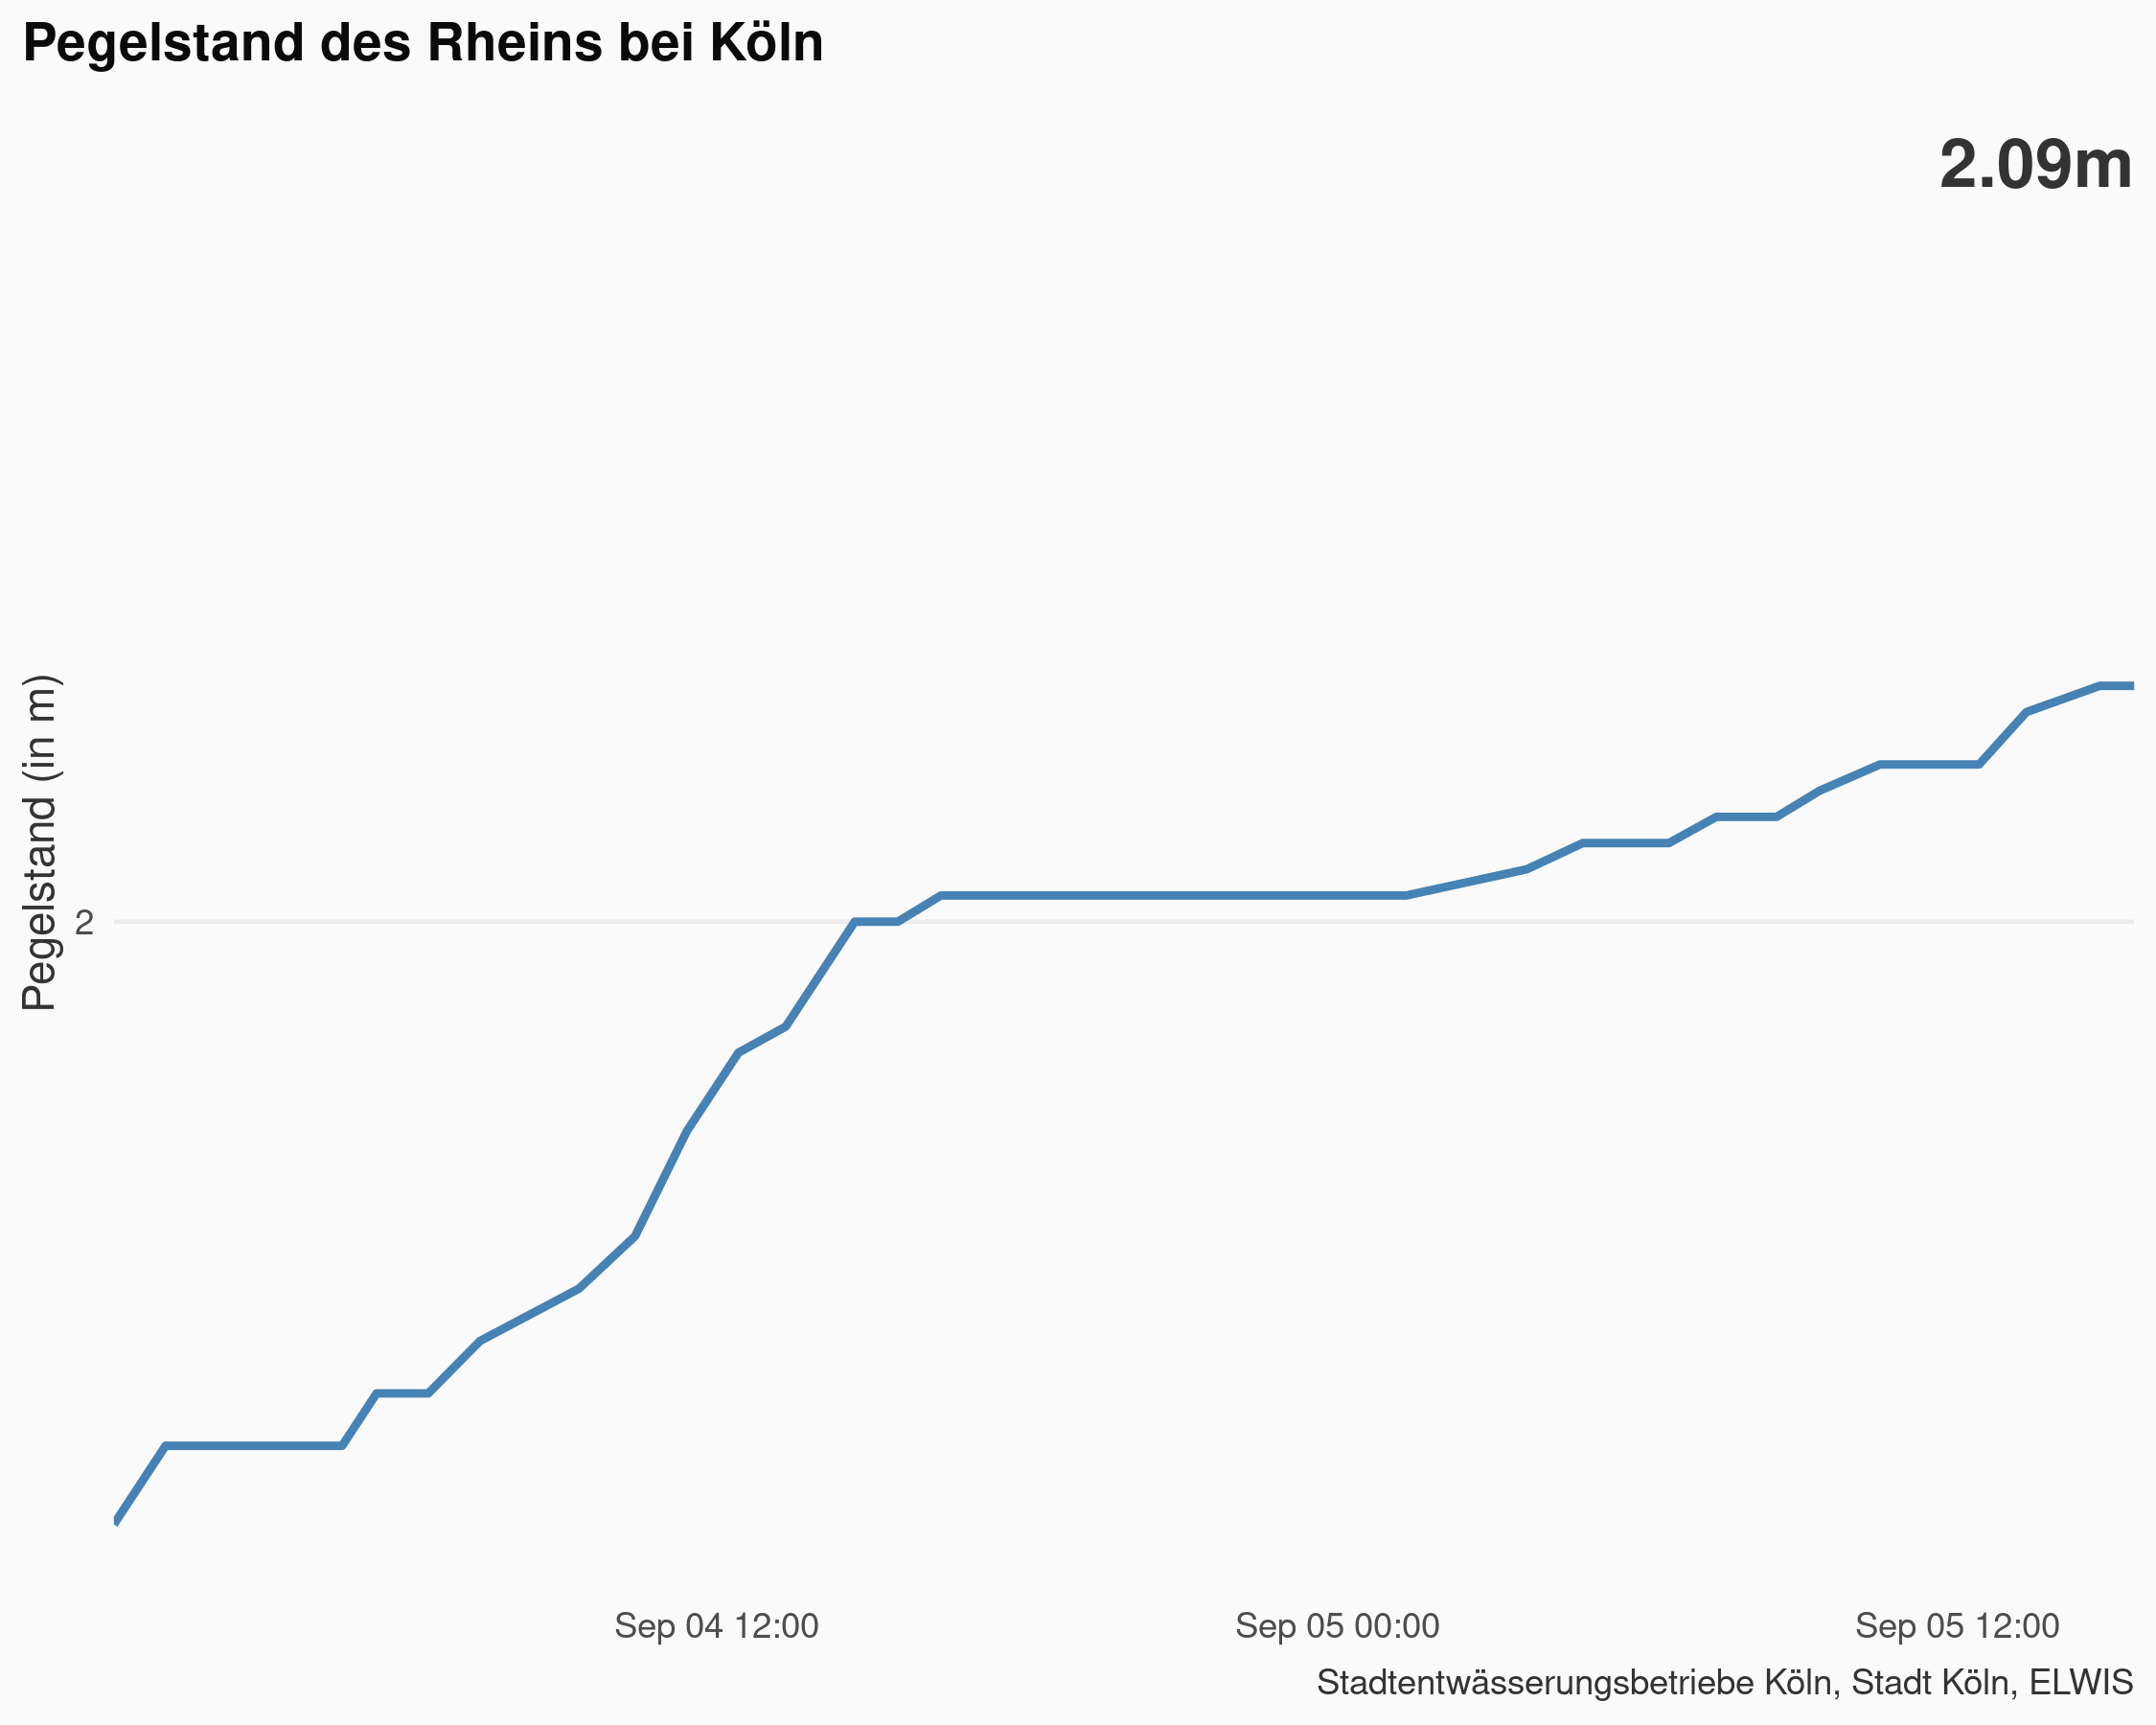 Pegelstand des Rheins bei Köln
2.09m
Pegelstand (in m)
2
Sep 04 12:00
Sep 05 00:00
Sep 05 12:00
Stadtentwässerungsbetriebe Köln, Stadt Köln, ELWIS